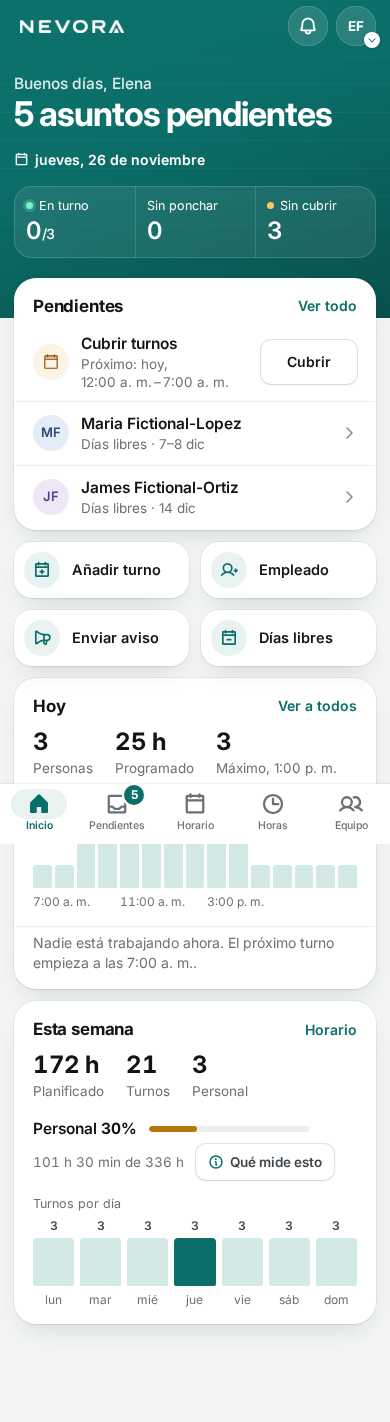 NEVORA
EF
Buenos días, Elena
5 asuntos pendientes
jueves, 26 de noviembre
En turno
Sin ponchar
Sin cubrir
0/3
0
3
Pendientes
Ver todo
Cubrir turnos
Próximo: hoy,
12:00 a. m. – 7:00 a. m.
Cubrir
MF
Maria Fictional-Lopez
Días libres · 7–8 dic
JF
James Fictional-Ortiz
Días libres · 14 dic
Añadir turno
Empleado
Enviar aviso
Días libres
Hoy
Ver a todos
3
25 h
3
Personas
Programado
Máximo, 1:00 p. m.
5
Inicio
Pendientes
Horario
Horas
Equipo
7:00 a. m.
11:00 a. m.
3:00 p. m.
Nadie está trabajando ahora. El próximo turno
empieza a las 7:00 a. m..
Esta semana
Horario
172 h
21
3
Planificado
Turnos
Personal
Personal 30%
101 h 30 min de 336 h
Qué mide esto
Turnos por día
3 3 3 3 3 3 3
lun mar mié jue vie sáb dom